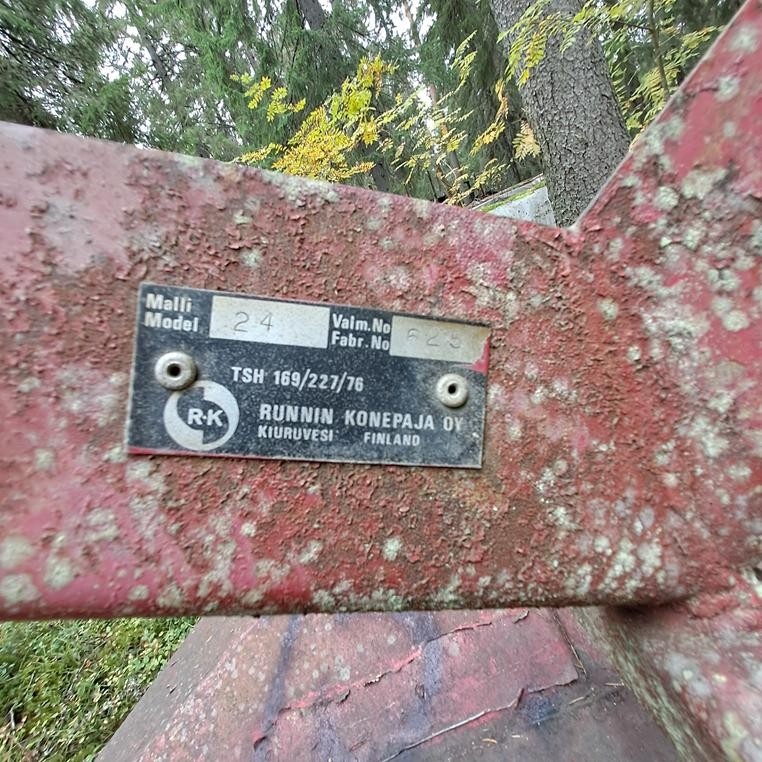 Malli
Model 24
Valm.No
Fabr.No 625
TSH 169/227/76
R-K
RUNNIN KONEPAJA OY
KIURUVESI FINLAND